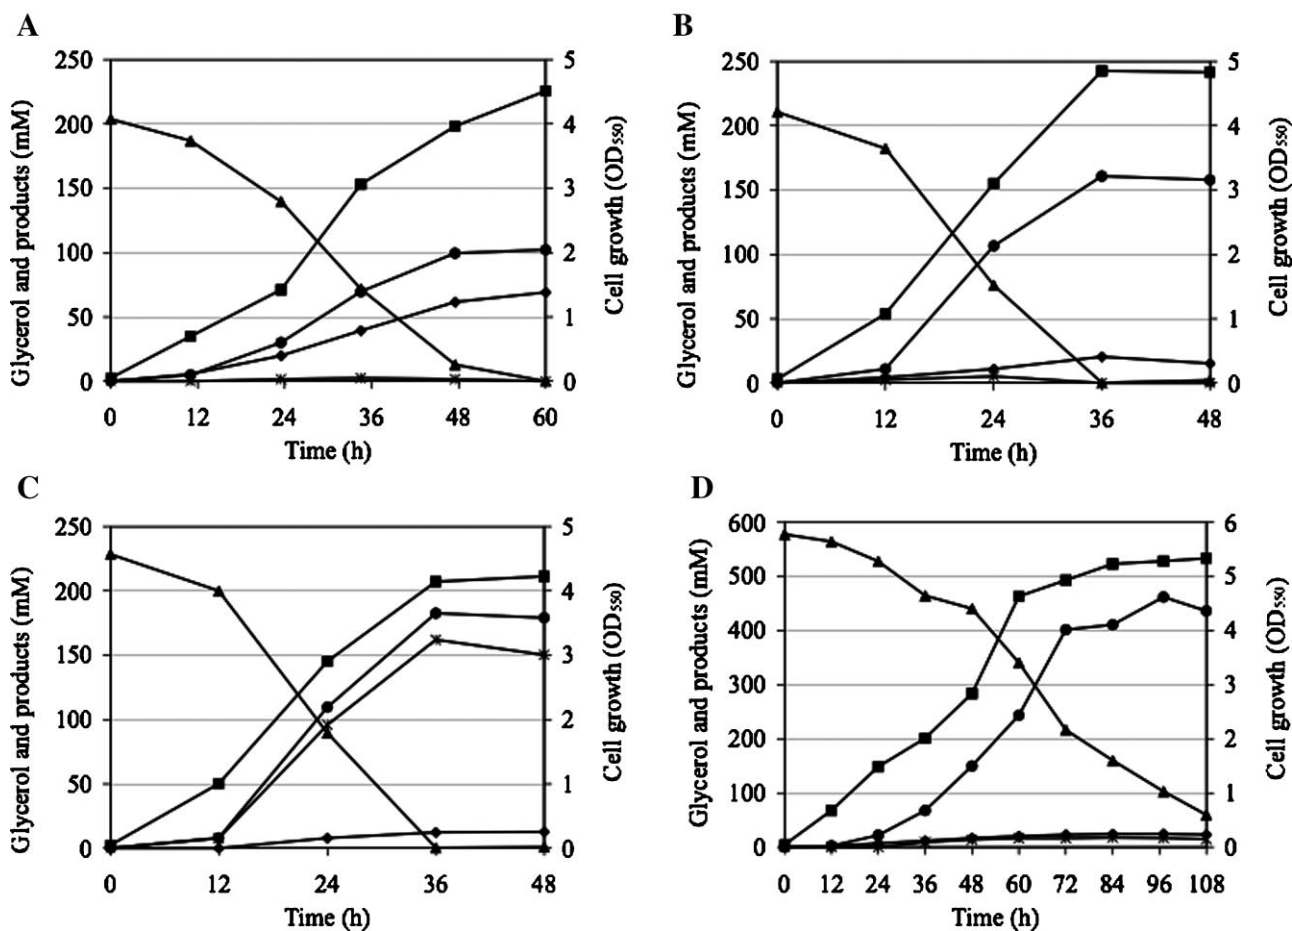 A
Glycerol and products (mM)
250
200
150
100
50
0
5
4
3
2
1
0
Cell growth (OD550)
0 12 24 36 48 60
Time (h)
B
Glycerol and products (mM)
250
200
150
100
50
0
5
4
3
2
1
0
Cell growth (OD550)
0 12 24 36 48
Time (h)
C
Glycerol and products (mM)
250
200
150
100
50
0
5
4
3
2
1
0
Cell growth (OD550)
0 12 24 36 48
Time (h)
D
Glycerol and products (mM)
600
500
400
300
200
100
0
6
5
4
3
2
1
0
Cell growth (OD550)
0 12 24 36 48 60 72 84 96 108
Time (h)